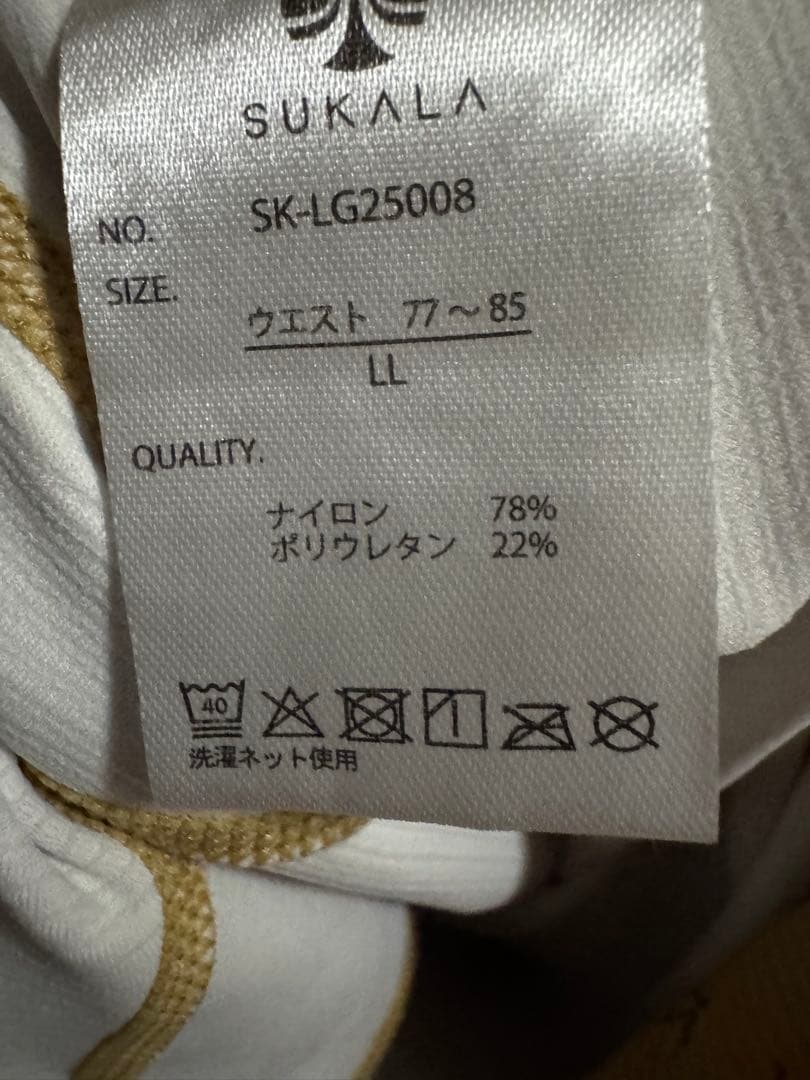 SUKALA
NO. SK-LG25008
SIZE.
ウエスト 77～85
LL
QUALITY.
ナイロン 78%
ポリウレタン 22%
40
洗濯ネット使用